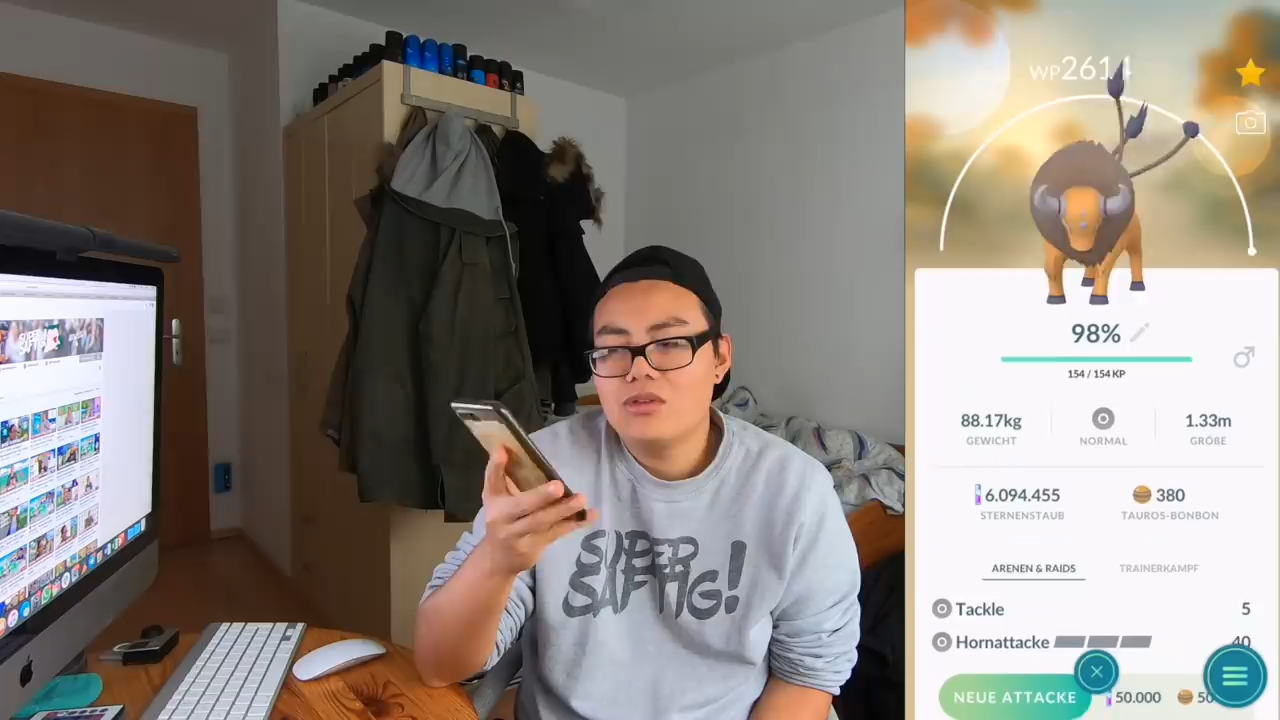 WP2614
98%
154 / 154 KP
88.17kg
GEWICHT
NORMAL
1.33m
GRÖẞE
6.094.455
STERNENSTAUB
380
TAUROS-BONBON
ARENEN & RAIDS
TRAINERKAMPF
Tackle 5
Hornattacke 40
NEUE ATTACKE
50.000
SUPER
SAFTIG!